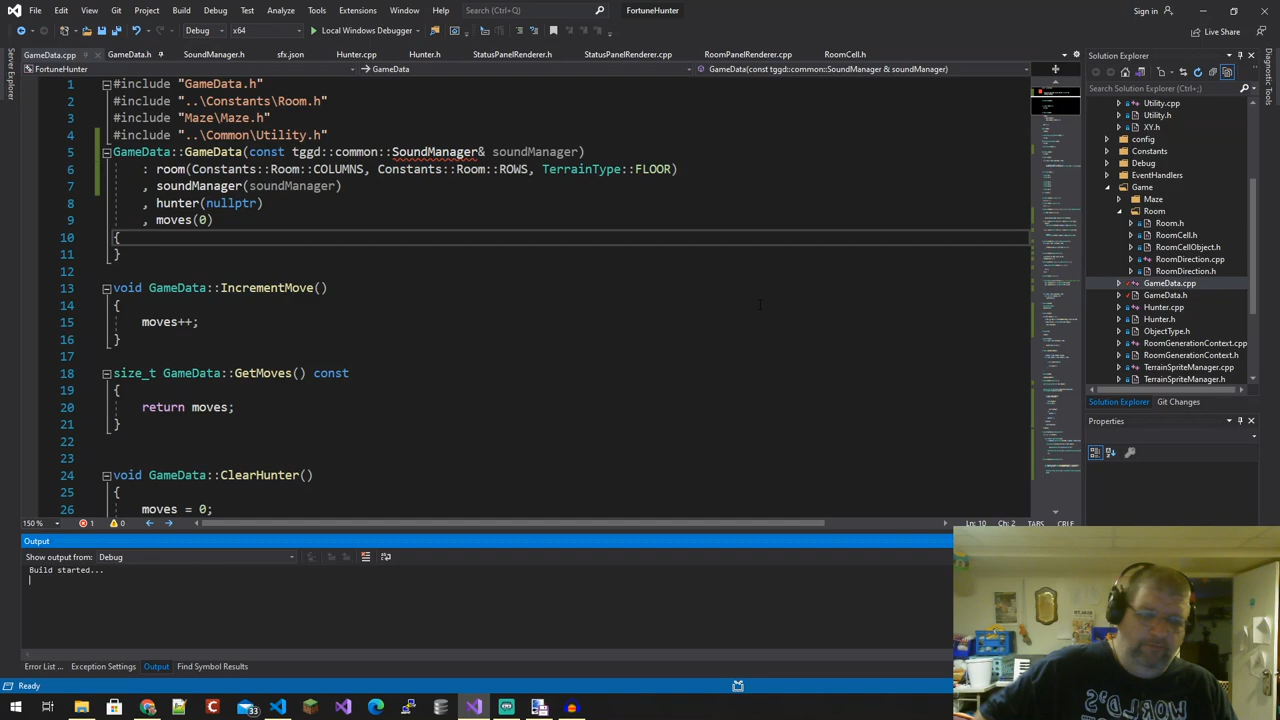 File Edit View Git Project Build Debug Test Analyze Tools Extensions Window Help Search (Ctrl+Q) FortuneHunter Sign in
Debug x64 Local Windows Debugger Live Share
GameData.cpp GameData.h SoundManager.h sfx.json Hunter.cpp Hunter.h StatusPanelRenderer.h StatusPanelRenderer.cpp RoomPanelRenderer.cpp RoomCell.h
FortuneHunter GameData GameData(const tggd::common::SoundManager & soundManager)
1 #include "GameData.h"
2 #include "..\Constants\Room.h"
3 #include "Maze\Maze.h"
4 #include "..\Common\Utility.h"
5 GameData::GameData(const tggd::common::SoundManager& soundManager)
6 : room(Constants::Room::COLUMNS, Constants::Room::ROWS, TerrainType::FLOOR)
7 , soundManager(soundManager)
8 , hunter(nullptr)
9 , moves(0)
10 {
11 }
12
13 void GameData::IncrementMove()
14 {
15 moves++;
16 }
17
18 size_t GameData::GetMoves() const
19 {
20 return moves;
21 }
22
23
24 void GameData::ClearHunter()
25 {
26 moves = 0;
150 % 1 0 Ln: 10 Ch: 2 TABS CRLF
Output
Show output from: Debug
Build started...
Error List ... Exception Settings Output Find Symbol Results
Ready
Server Explorer
Solution Explorer
Search Solution Explorer (Ctrl+;)
Utility.cpp
Utility.h
XY.h
config
Constants
Debug
EventHandlers
Game
Maze
Room
Room.h
RoomCell.h
RoomCellObject.h
RoomDirection.cpp
RoomDirection.h
GameData.cpp
GameData.h
Hunter.cpp
Hunter.h
ObjectType.h
RoomGenerationContext.cpp
RoomGenerationContext.h
TerrainSpriteManager.cpp
TerrainSpriteManager.h
Solution Explorer Git Changes
Properties
Diagnostic Tools
WORLD'S
33